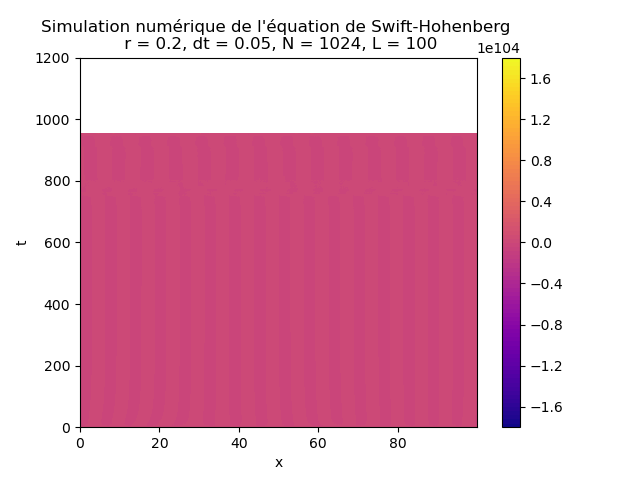 Simulation numérique de l'équation de Swift-Hohenberg
r = 0.2, dt = 0.05, N = 1024, L = 100
1e104
1200
1000
800
600
400
200
0
t
0 20 40 60 80
x
1.6
1.2
0.8
0.4
0.0
−0.4
−0.8
−1.2
−1.6